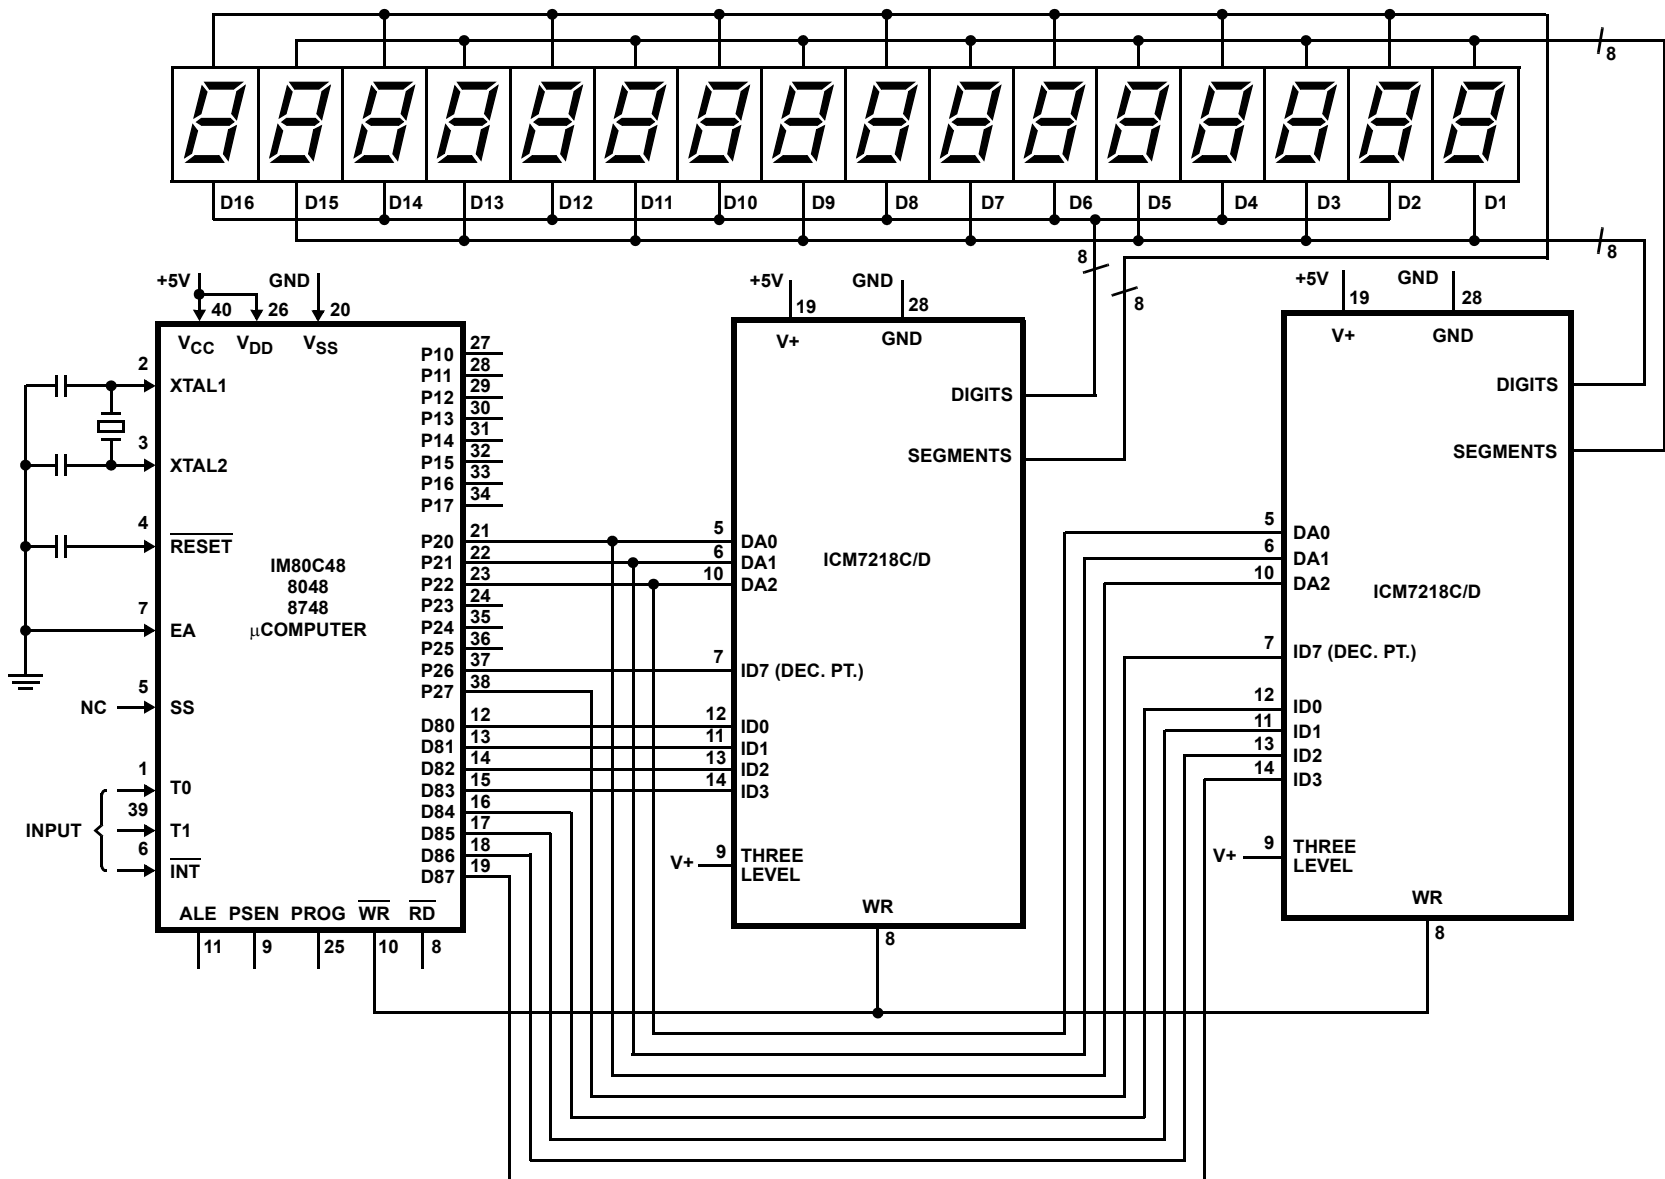 8
D16 D15 D14 D13 D12 D11 D10 D9 D8 D7 D6 D5 D4 D3 D2 D1
8
8
8
+5V
GND
40
26
20
VCC
VDD
VSS
2
XTAL1
3
XTAL2
4
RESET
7
EA
5
NC
SS
1
T0
39
INPUT
T1
6
INT
IM80C48
8048
8748
µCOMPUTER
P10 27
P11 28
P12 29
P13 30
P14 31
P15 32
P16 33
P17 34
P20 21
P21 22
P22 23
P23 24
P24 35
P25 36
P26 37
P27 38
D80 12
D81 13
D82 14
D83 15
D84 16
D85 17
D86 18
D87 19
ALE PSEN PROG WR RD
11 9 25 10 8
+5V
GND
19
28
V+
GND
DIGITS
SEGMENTS
5 DA0
6 DA1
10 DA2
ICM7218C/D
7 ID7 (DEC. PT.)
12 ID0
11 ID1
13 ID2
14 ID3
V+ 9 THREE
LEVEL
WR
8
+5V
GND
19
28
V+
GND
DIGITS
SEGMENTS
5 DA0
6 DA1
10 DA2
ICM7218C/D
7 ID7 (DEC. PT.)
12 ID0
11 ID1
13 ID2
14 ID3
V+ 9 THREE
LEVEL
WR
8